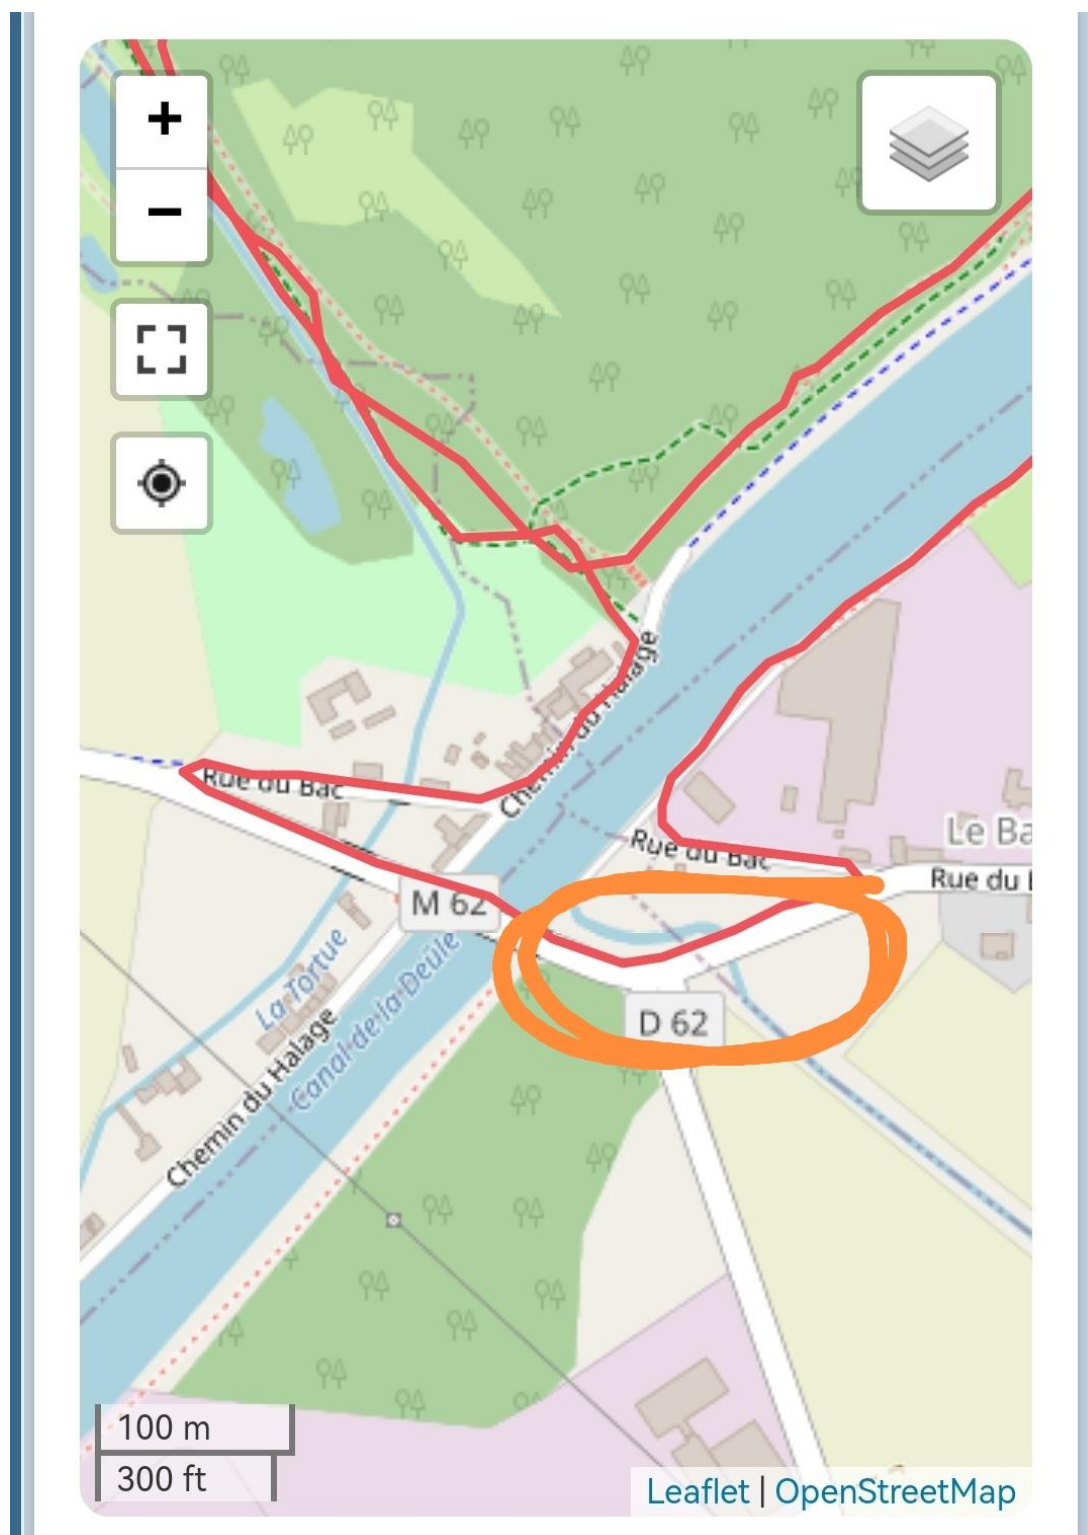 +
−
Rue du Bac
Chemin du Halage
Rue du Bac
Le Ba
Rue du
M 62
La Tortue
Canal de la Deûle
D 62
Chemin du Halage
100 m
300 ft
Leaflet | OpenStreetMap